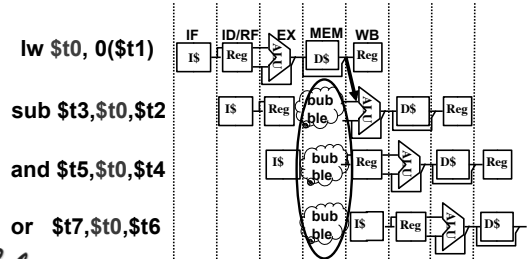 IF ID/RF EX MEM WB
lw $t0, 0($t1) I$ Reg ALU D$ Reg
sub $t3,$t0,$t2 I$ Reg bub ble ALU D$ Reg
and $t5,$t0,$t4 I$ bub ble Reg ALU D$ Reg
or $t7,$t0,$t6 bub ble I$ Reg ALU D$